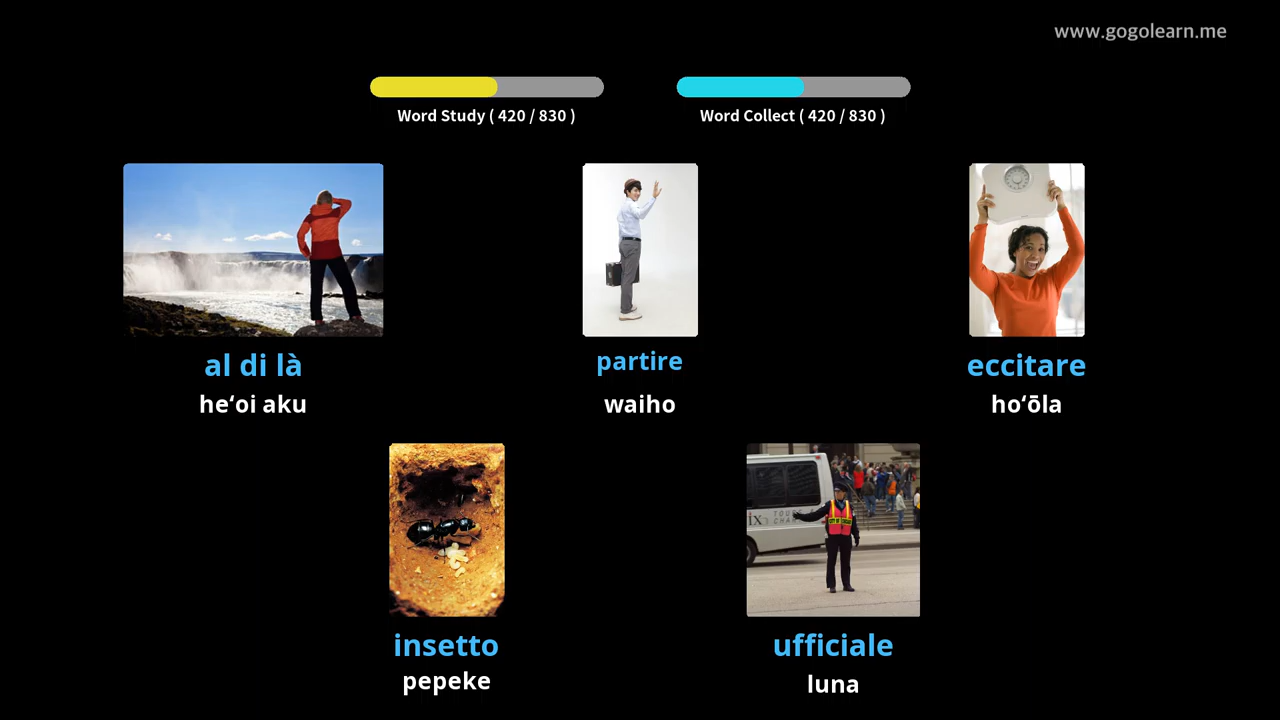 www.gogolearn.me
Word Study ( 420 / 830 )
Word Collect ( 420 / 830 )
al di là
heʻoi aku
partire
waiho
eccitare
hoʻōla
insetto
pepeke
ufficiale
luna